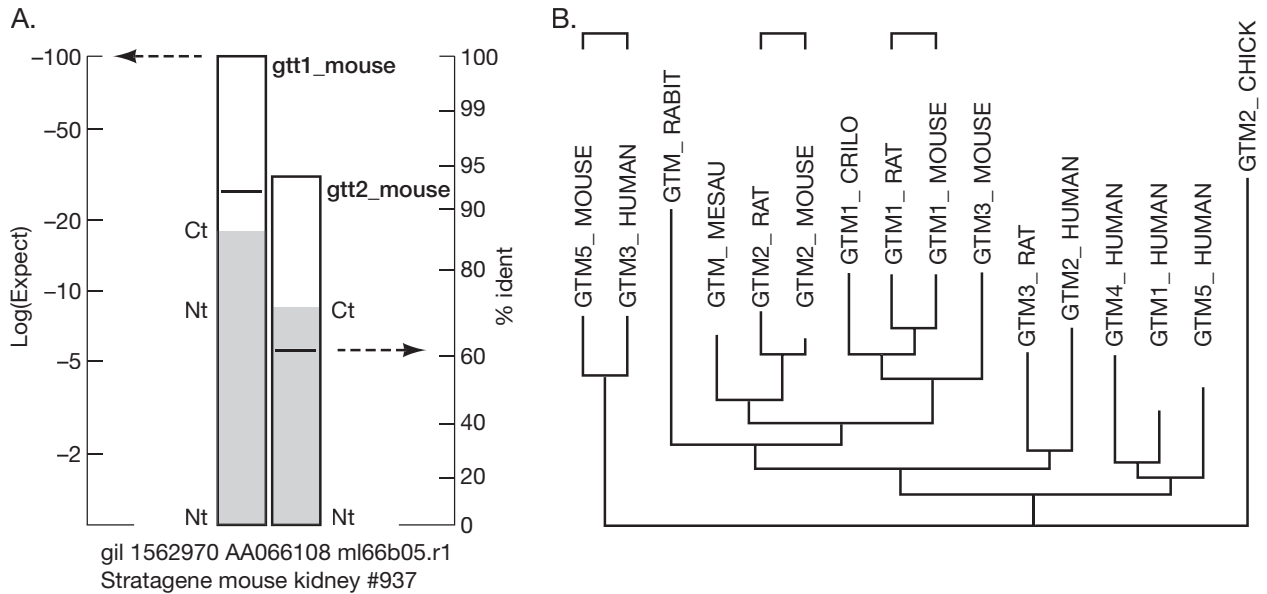 A.
−100
−50
−20
−10
−5
−2
Log(Expect)
gtt1_mouse
gtt2_mouse
Ct
Nt
Nt
Ct
Nt
100
99
95
90
80
60
40
20
0
% ident
gil 1562970 AA066108 ml66b05.r1
Stratagene mouse kidney #937
B.
GTM5_ MOUSE
GTM3_ HUMAN
GTM_ RABIT
GTM_ MESAU
GTM2_ RAT
GTM2_ MOUSE
GTM1_ CRILO
GTM1_ RAT
GTM1_ MOUSE
GTM3_ MOUSE
GTM3_ RAT
GTM2_ HUMAN
GTM4_ HUMAN
GTM1_ HUMAN
GTM5_ HUMAN
GTM2_ CHICK